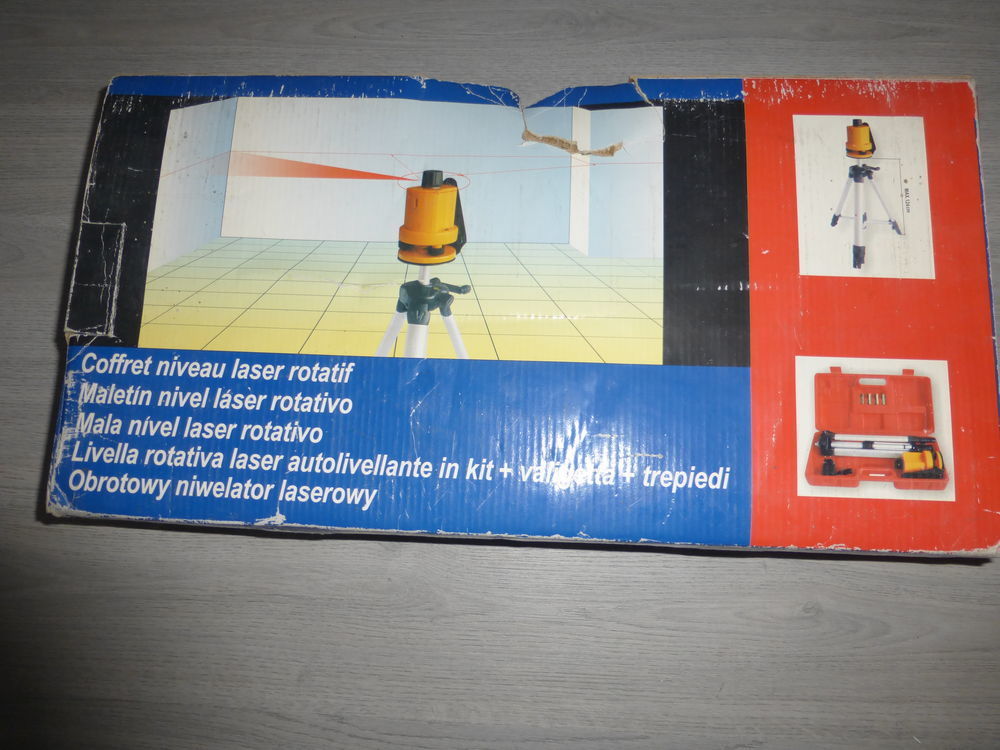 Coffret niveau laser rotatif
Maletín nivel láser rotativo
Mala nível laser rotativo
Livella rotativa laser autolivellante in kit + valigetta + trepiedi
Obrotowy niwelator laserowy
MAX.